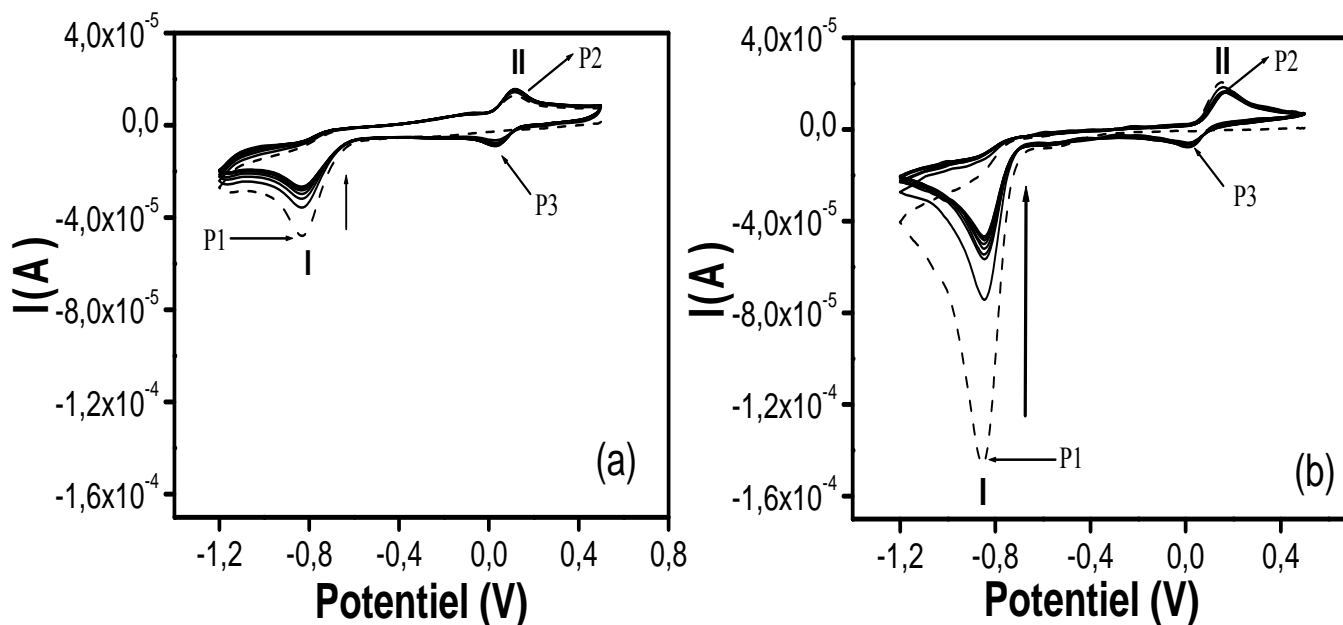 4,0x10⁻⁵
0,0
-4,0x10⁻⁵
-8,0x10⁻⁵
-1,2x10⁻⁴
-1,6x10⁻⁴
I(A)
II
P2
P3
P1
I
(a)
-1,2 -0,8 -0,4 0,0 0,4 0,8
Potentiel (V)
4,0x10⁻⁵
0,0
-4,0x10⁻⁵
-8,0x10⁻⁵
-1,2x10⁻⁴
-1,6x10⁻⁴
I(A)
II
P2
P3
P1
I
(b)
-1,2 -0,8 -0,4 0,0 0,4
Potentiel (V)